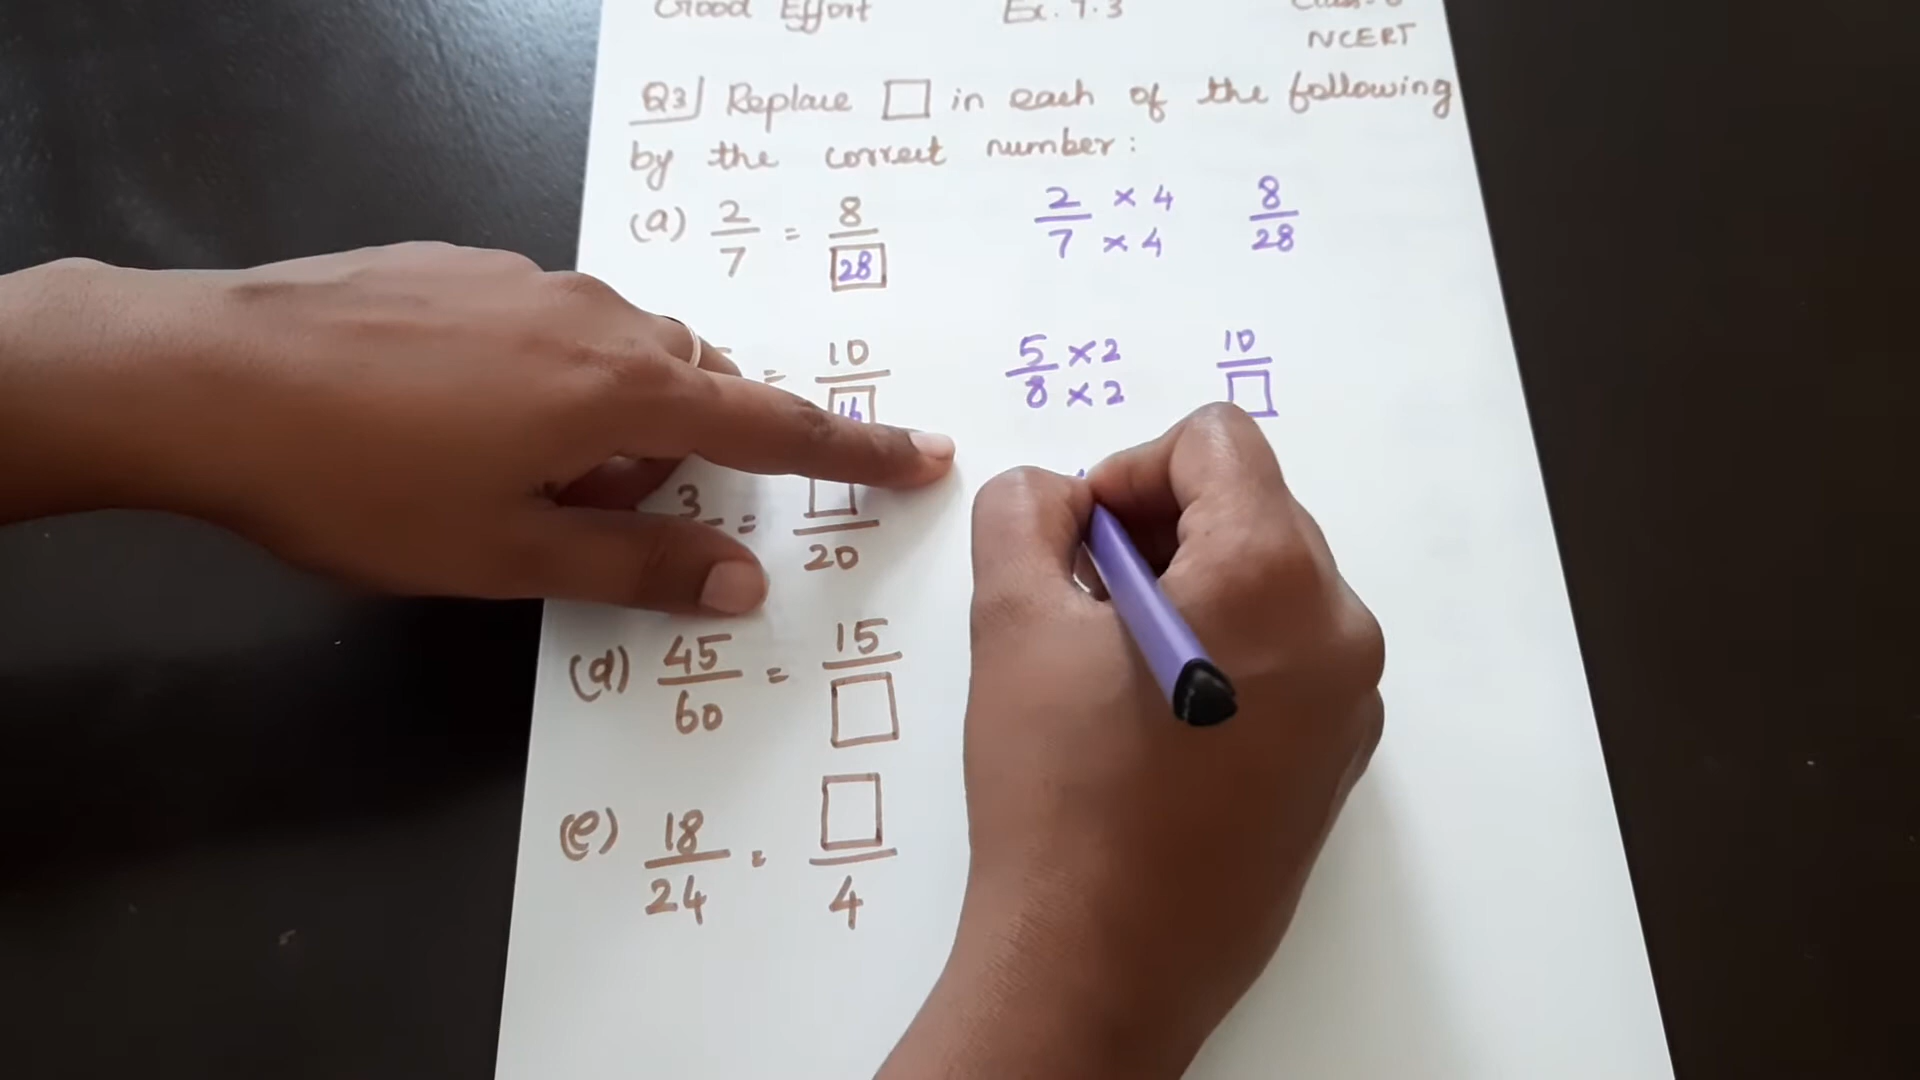 Good Effort Ex. 7.3
NCERT
Q3) Replace □ in each of the following
by the correct number:
(a) 2/7 = 8/28 2 × 4 / 7 × 4 8/28
= 10/16 5 × 2 / 8 × 2 10/□
3 = □/20
(d) 45/60 = 15/□
(e) 18/24 = □/4